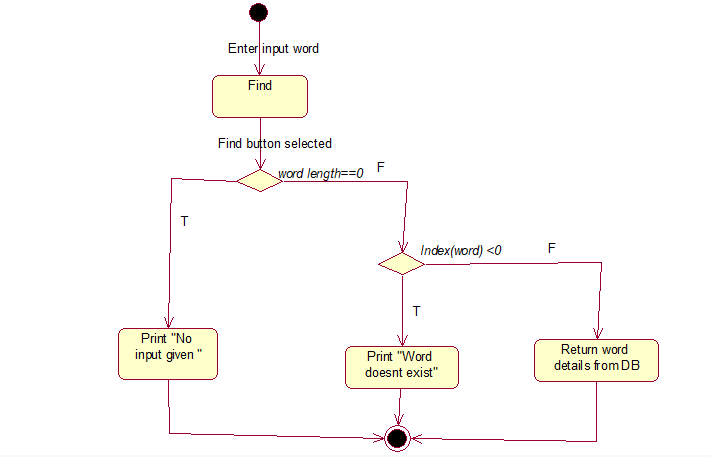 Enter input word
Find
Find button selected
word length==0
F
T
Index(word) <0
F
T
Print "No
input given "
Print "Word
doesnt exist"
Return word
details from DB